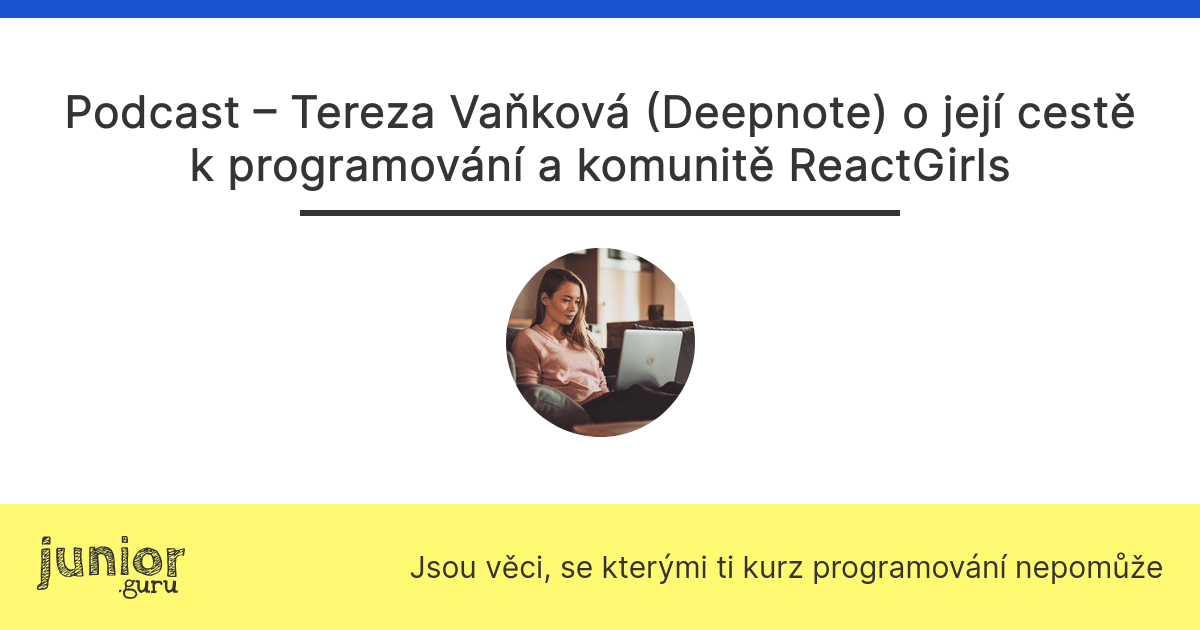 Podcast – Tereza Vaňková (Deepnote) o její cestě
k programování a komunitě ReactGirls
junior
.guru
Jsou věci, se kterými ti kurz programování nepomůže